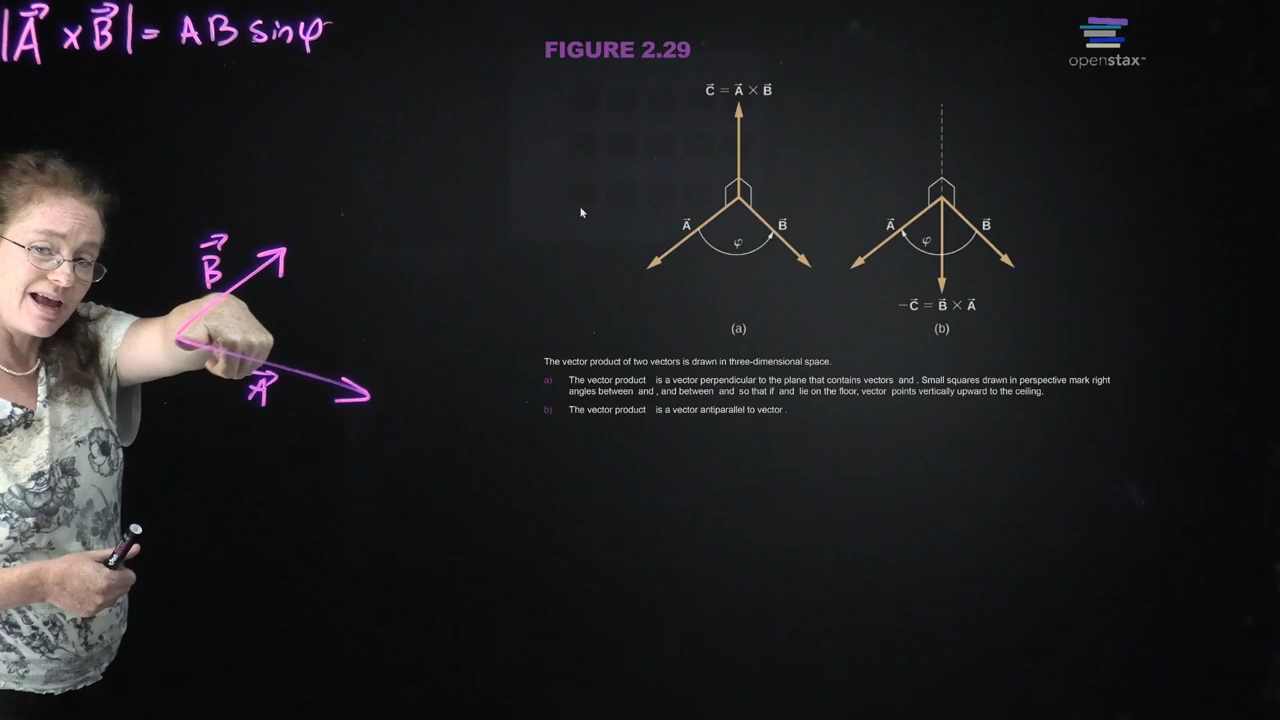 |A⃗ × B⃗| = AB sinφ
B⃗
A⃗
FIGURE 2.29
openstax™
C⃗ = A⃗ × B⃗
A⃗
B⃗
φ
(a)
A⃗
B⃗
φ
−C⃗ = B⃗ × A⃗
(b)
The vector product of two vectors is drawn in three-dimensional space.
a) The vector product is a vector perpendicular to the plane that contains vectors and . Small squares drawn in perspective mark right
angles between and , and between and so that if and lie on the floor, vector points vertically upward to the ceiling.
b) The vector product is a vector antiparallel to vector .